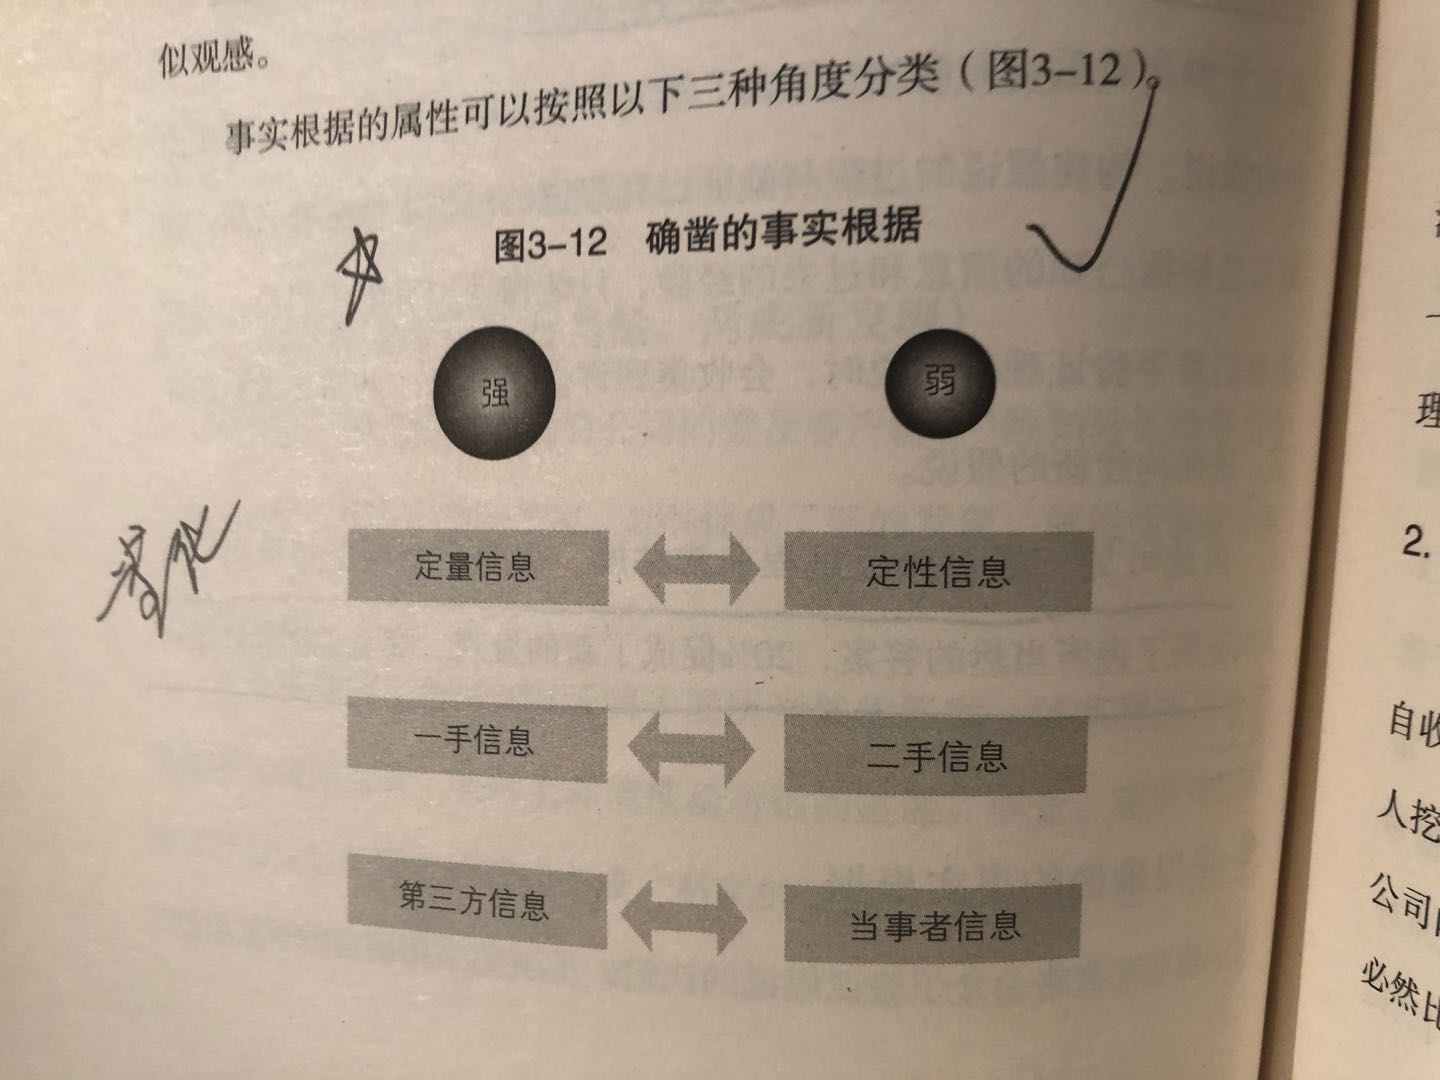 似观感。
事实根据的属性可以按照以下三种角度分类（图3-12）。
图3-12 确凿的事实根据
强 弱
定量信息 定性信息
一手信息 二手信息
第三方信息 当事者信息
理
2.
自收
人挖
公司
必然比